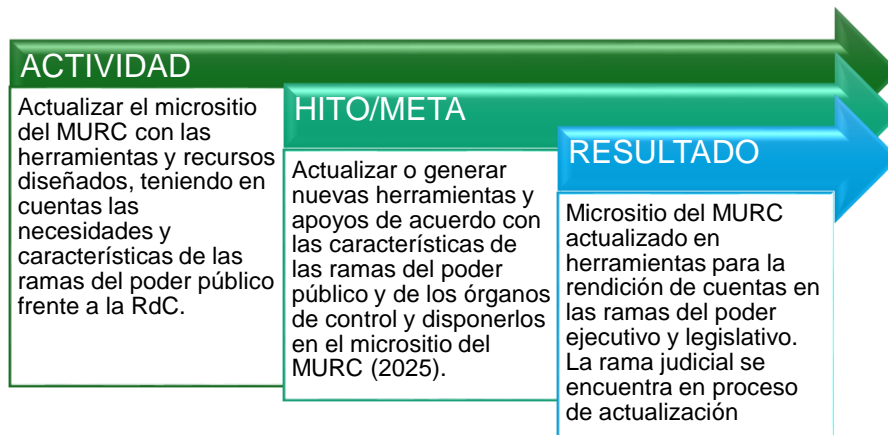 ACTIVIDAD
Actualizar el micrositio
del MURC con las
herramientas y recursos
diseñados, teniendo en
cuentas las
necesidades y
características de las
ramas del poder público
frente a la RdC.
HITO/META
Actualizar o generar
nuevas herramientas y
apoyos de acuerdo con
las características de
las ramas del poder
público y de los órganos
de control y disponerlos
en el micrositio del
MURC (2025).
RESULTADO
Micrositio del MURC
actualizado en
herramientas para la
rendición de cuentas en
las ramas del poder
ejecutivo y legislativo.
La rama judicial se
encuentra en proceso
de actualización